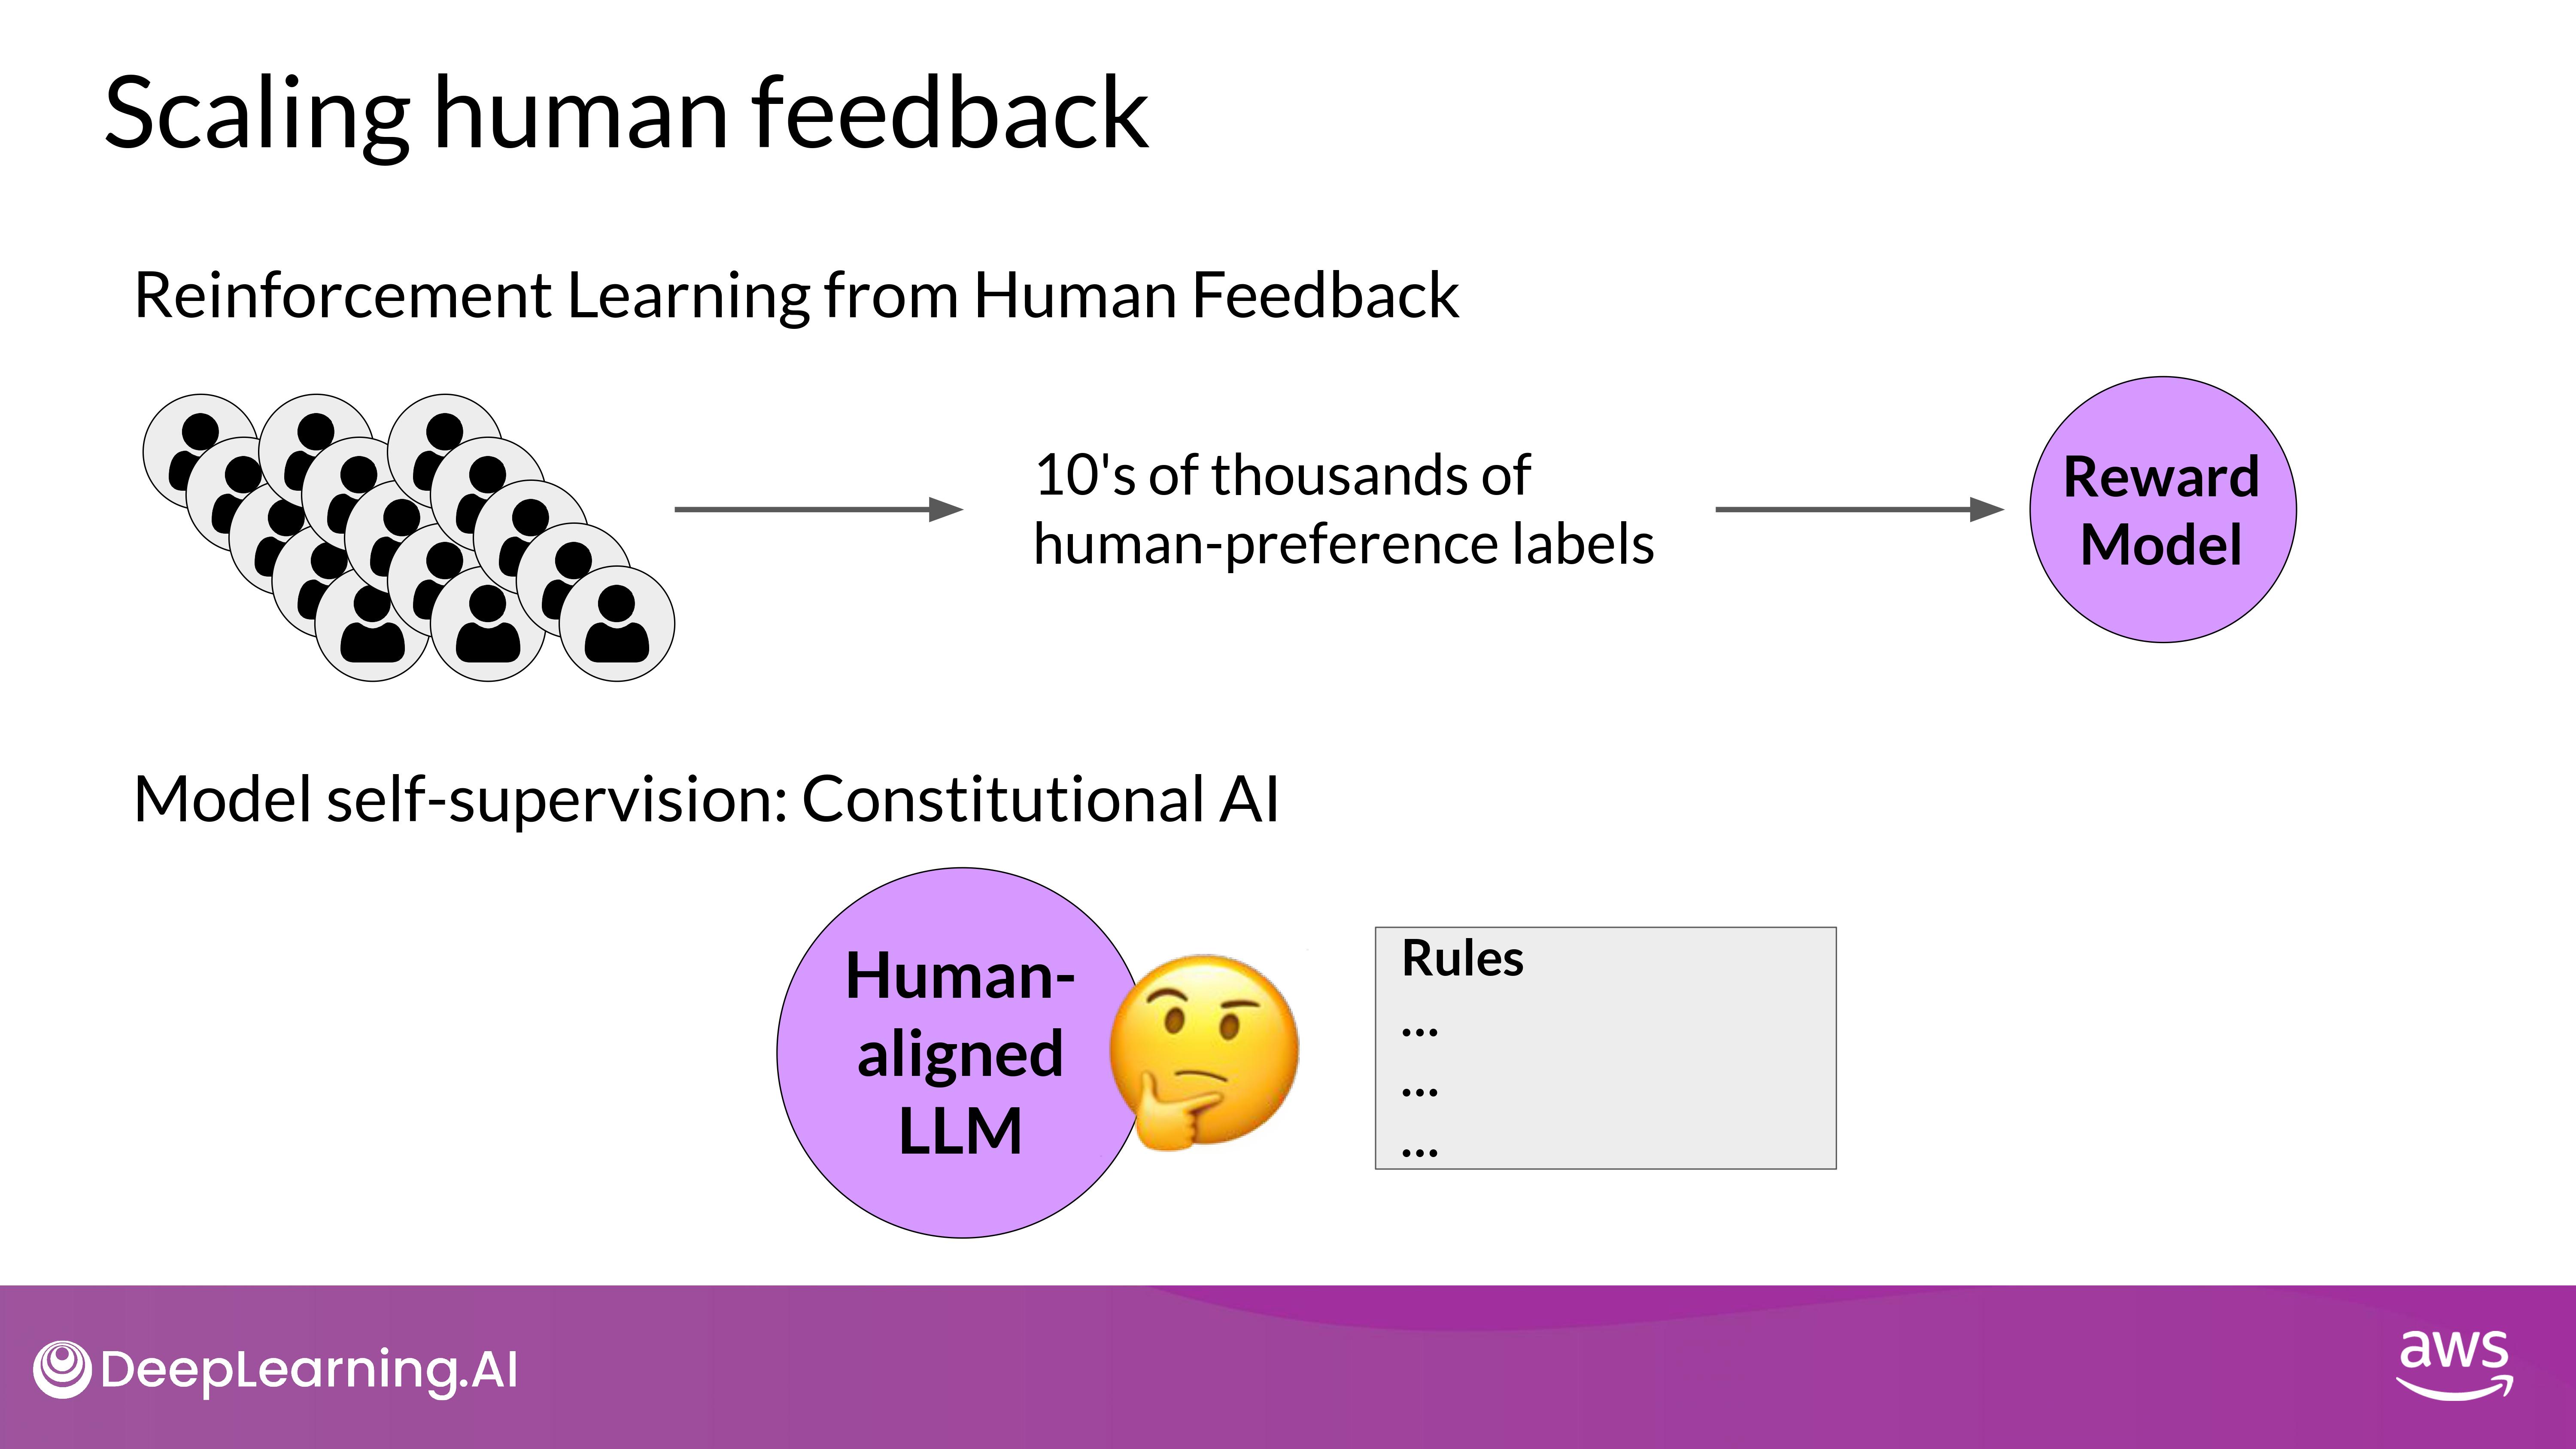 Scaling human feedback
Reinforcement Learning from Human Feedback
10's of thousands of
human-preference labels
Reward
Model
Model self-supervision: Constitutional AI
Human-
aligned
LLM
Rules
...
...
...
DeepLearning.AI
aws